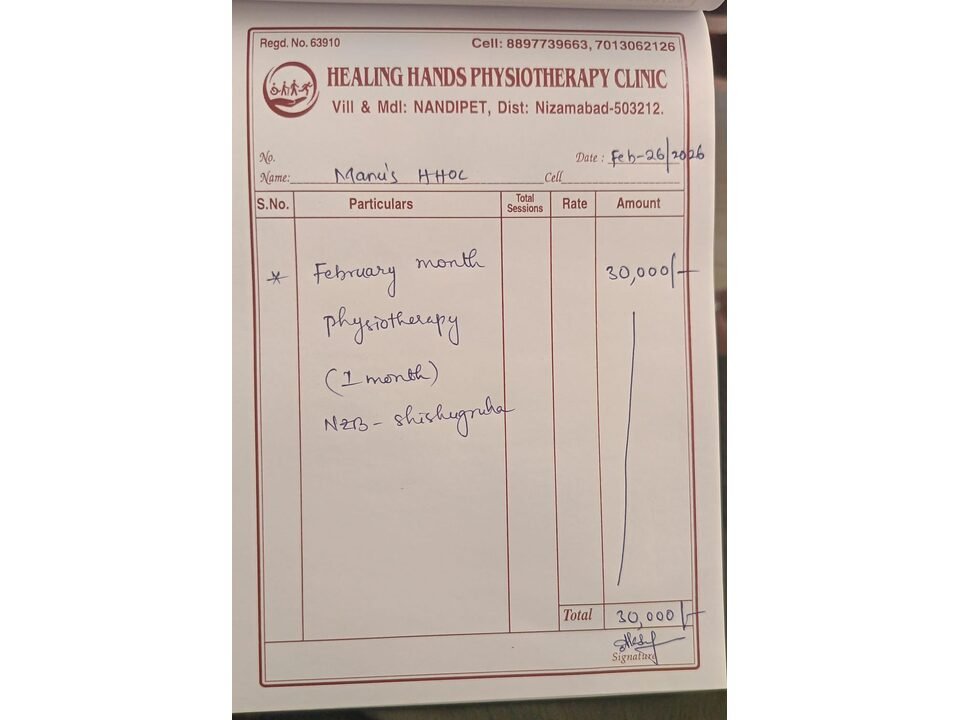 Regd. No. 63910 Cell: 8897739663, 7013062126
HEALING HANDS PHYSIOTHERAPY CLINIC
Vill & Mdl: NANDIPET, Dist: Nizamabad-503212.
No. Date : Feb-26/2026
Name: Manu's HHOC Cell
S.No. Particulars Total Sessions Rate Amount
* February month 30,000/-
physiotherapy
(1 month)
NZB - shishugruha
Total 30,000/-
Signature